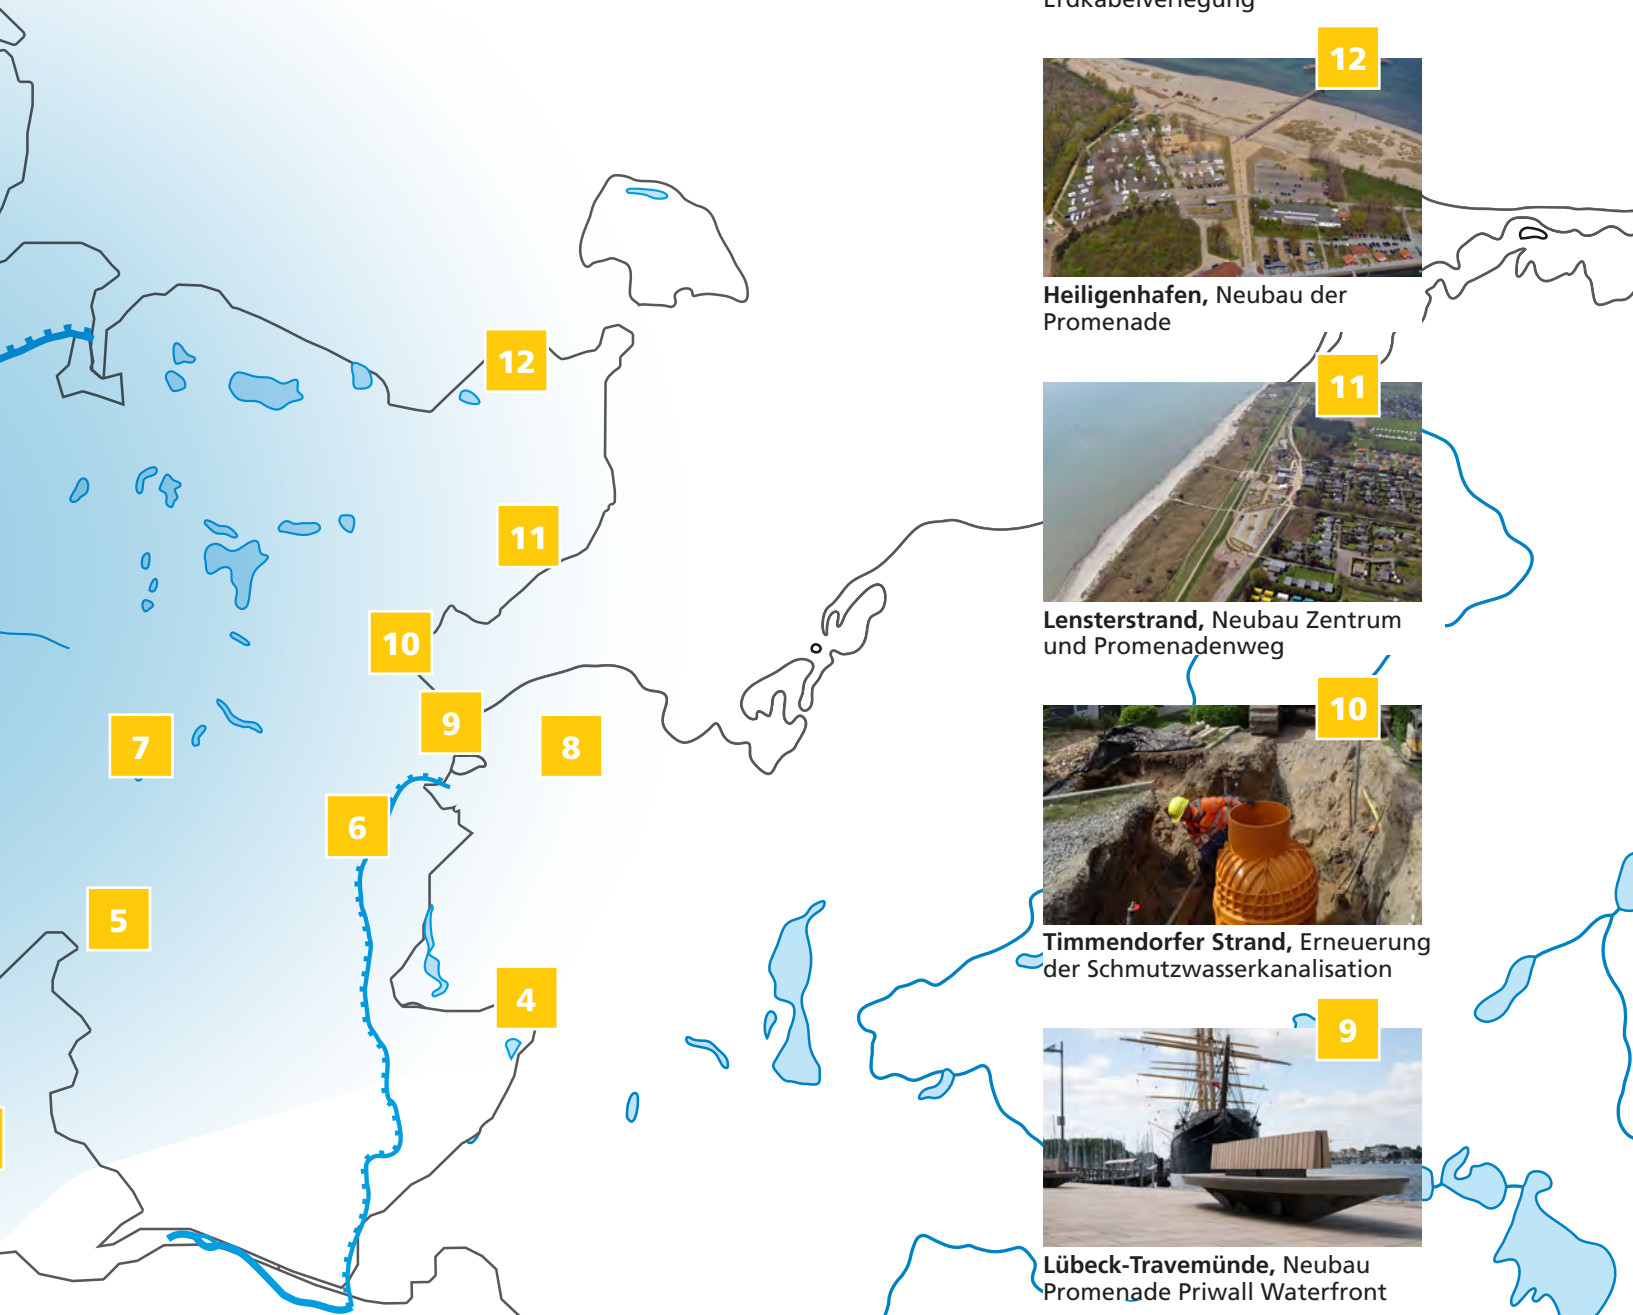 Erdkabelverlegung
12
Heiligenhafen, Neubau der
Promenade
11
Lensterstrand, Neubau Zentrum
und Promenadenweg
10
Timmendorfer Strand, Erneuerung
der Schmutzwasserkanalisation
9
Lübeck-Travemünde, Neubau
Promenade Priwall Waterfront
12
11
10
9
8
7
6
5
4